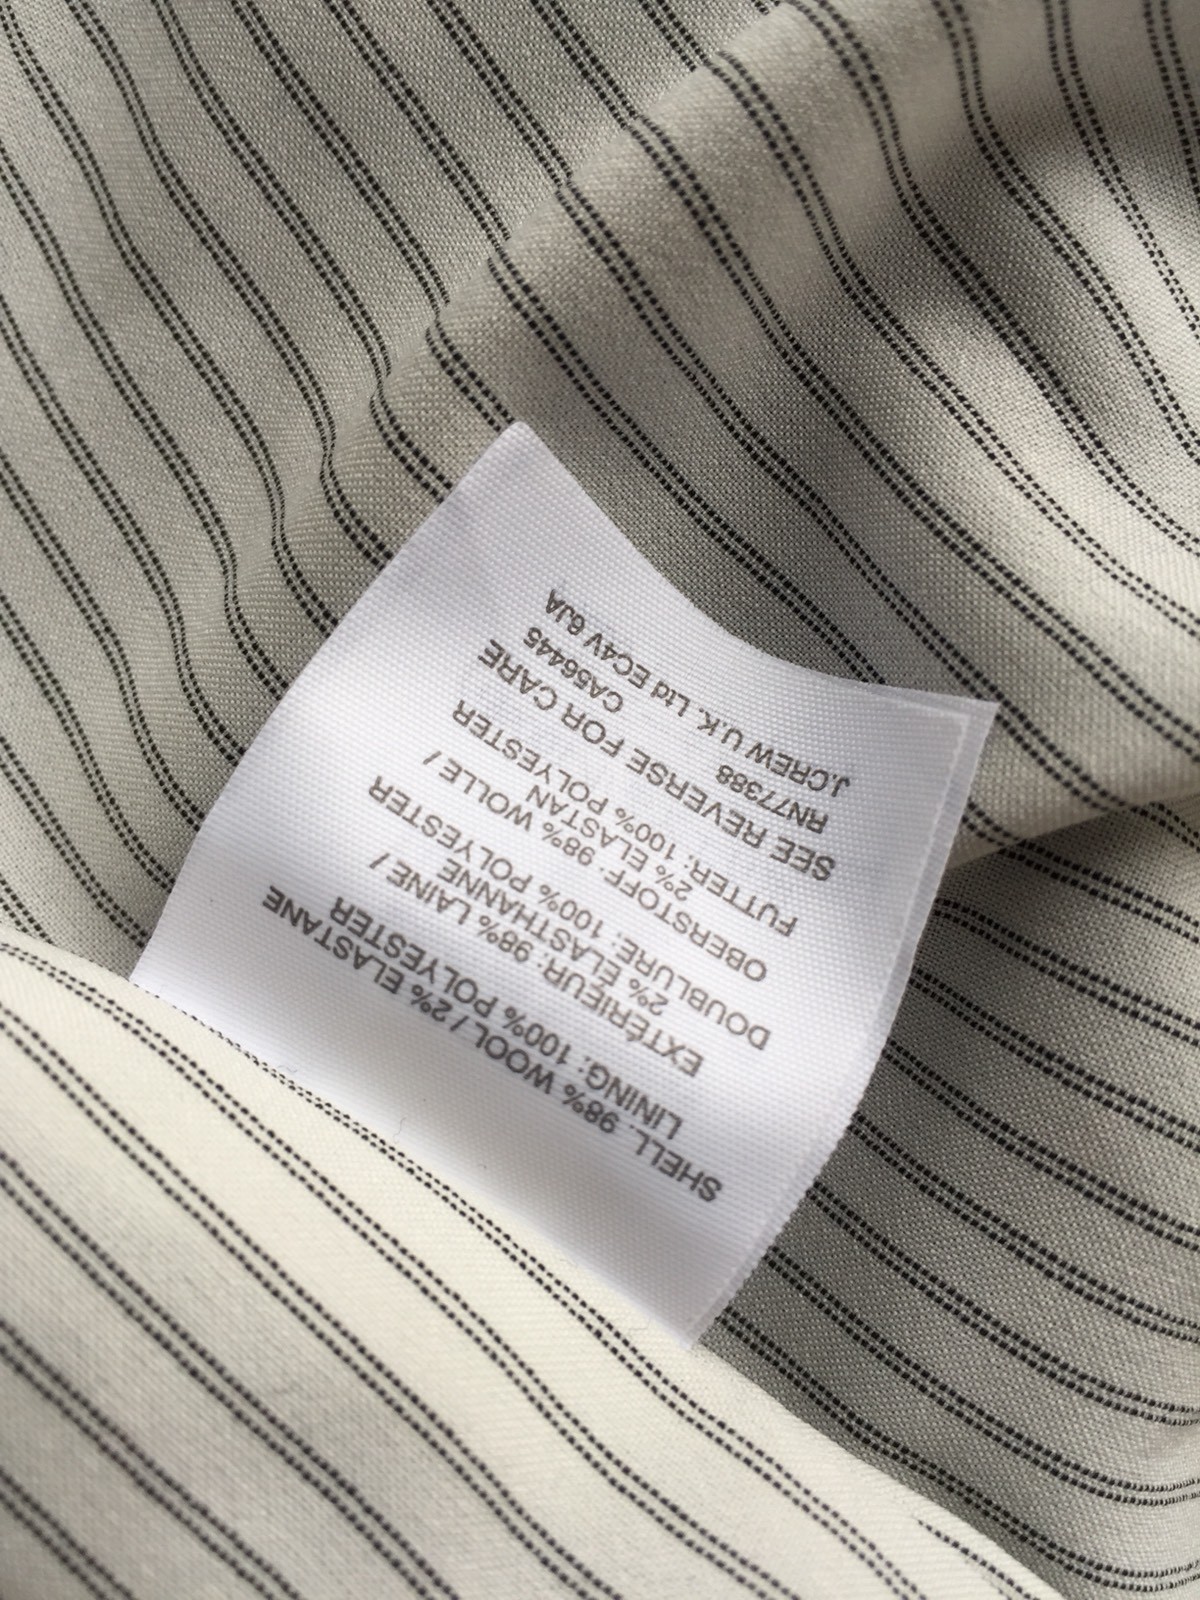 SHELL: 98% WOOL / 2% ELASTANE
LINING: 100% POLYESTER
EXTÉRIEUR: 98% LAINE /
2% ÉLASTHANNE
DOUBLURE: 100% POLYESTER
OBERSTOFF: 98% WOLLE /
2% ELASTAN
FUTTER: 100% POLYESTER
SEE REVERSE FOR CARE
RN77388 CA56445
J.CREW U.K. Ltd EC4V 6JA